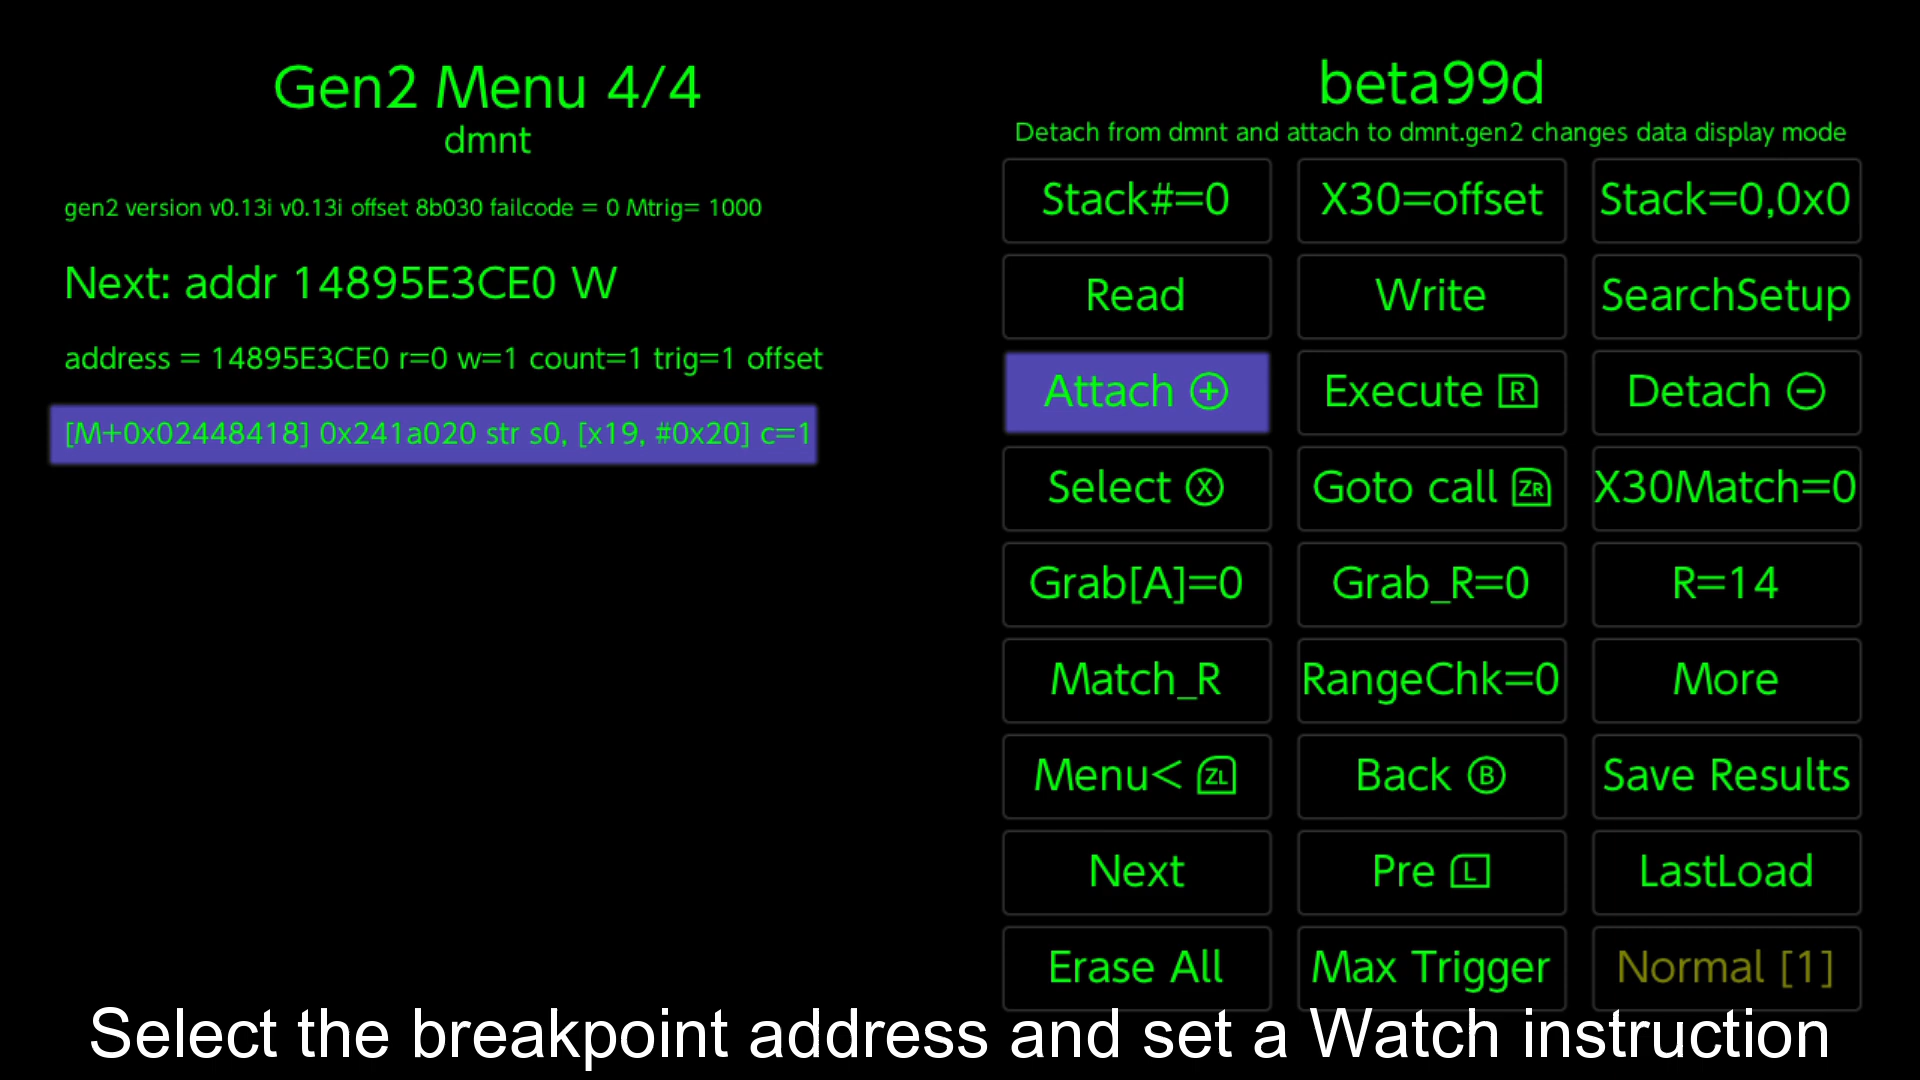 Gen2 Menu 4/4
dmnt
gen2 version v0.13i v0.13i offset 8b030 failcode = 0 Mtrig= 1000
Next: addr 14895E3CE0 W
address = 14895E3CE0 r=0 w=1 count=1 trig=1 offset
[M+0x02448418] 0x241a020 str s0, [x19, #0x20] c=1
beta99d
Detach from dmnt and attach to dmnt.gen2 changes data display mode
Stack#=0 X30=offset Stack=0,0x0
Read Write SearchSetup
Attach + Execute R Detach −
Select X Goto call ZR X30Match=0
Grab[A]=0 Grab_R=0 R=14
Match_R RangeChk=0 More
Menu< ZL Back B Save Results
Next Pre L LastLoad
Erase All Max Trigger Normal [1]
Select the breakpoint address and set a Watch instruction